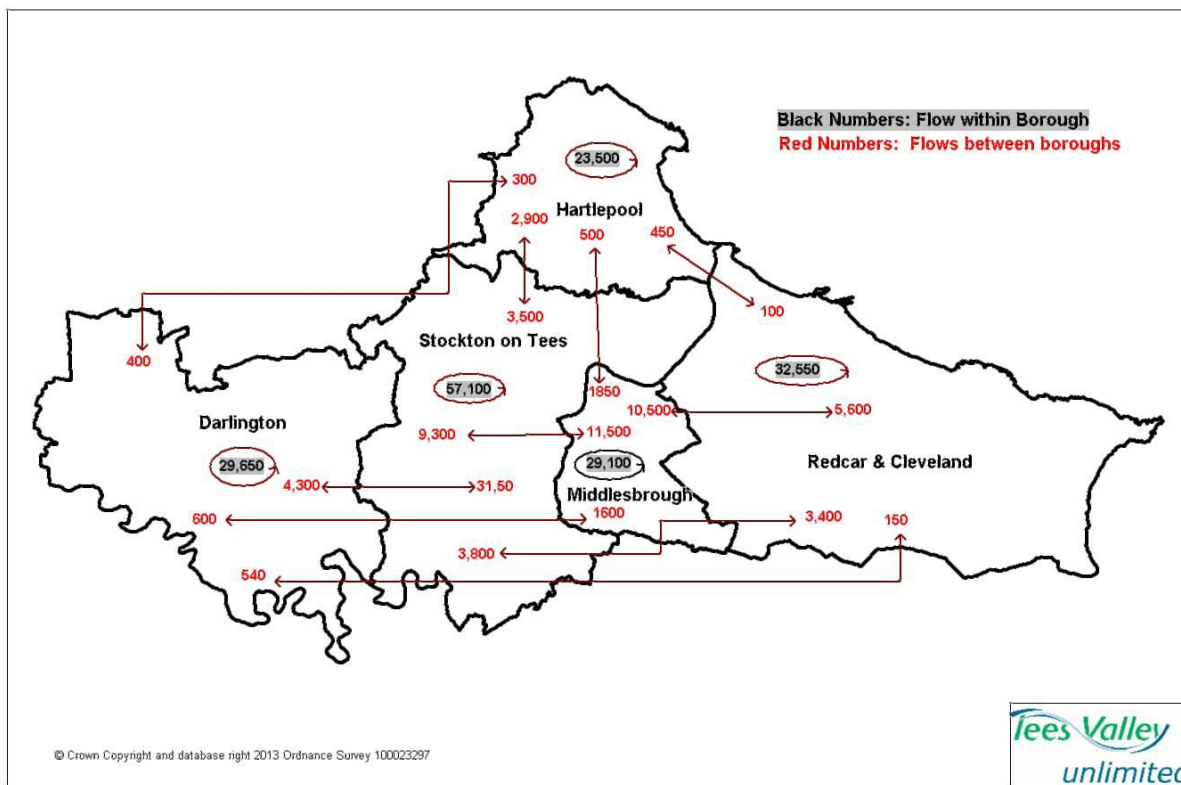 Black Numbers: Flow within Borough
Red Numbers: Flows between boroughs
23,500
300
Hartlepool
2,900
500
450
100
3,500
Stockton on Tees
400
32,550
57,100
1850
10,500
5,600
Darlington
9,300
11,500
29,650
29,100
Redcar & Cleveland
4,300
31,50
Middlesbrough
600
1600
3,400
150
3,800
540
© Crown Copyright and database right 2013 Ordnance Survey 100023297
Tees Valley
unlimited